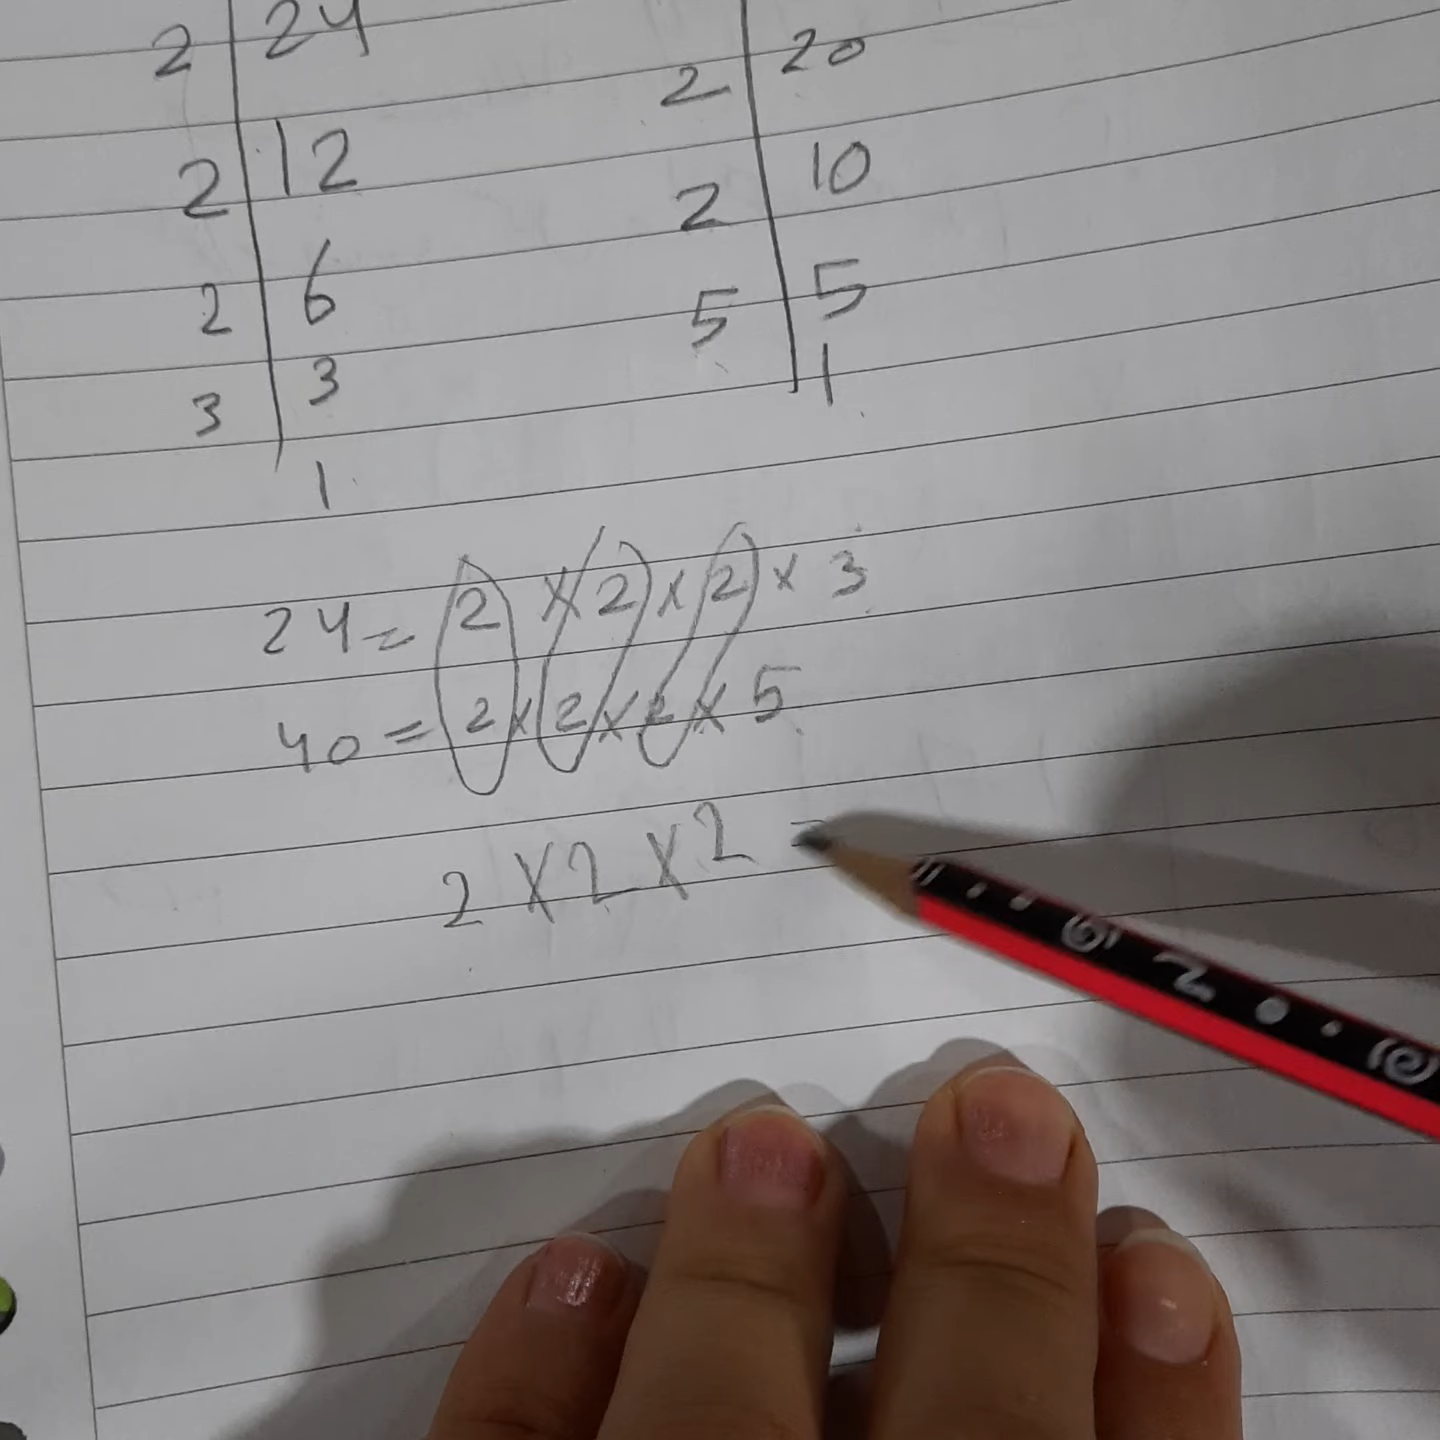 2 | 24
2 | 12
2 | 6
3 | 3
1
2 | 20
2 | 10
5 | 5
1
24 = 2 × 2 × 2 × 3
40 = 2 × 2 × 2 × 5
2 × 2 × 2 =